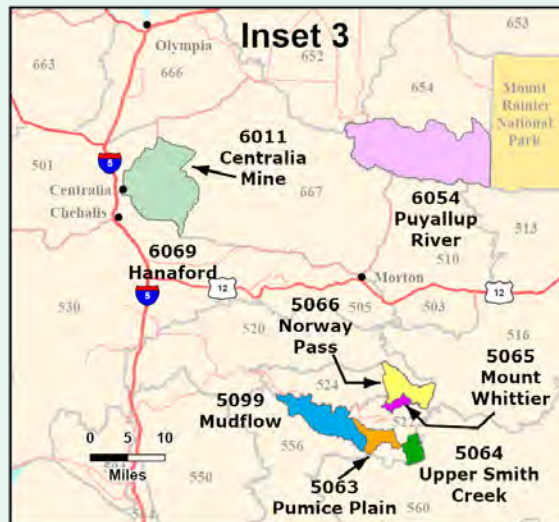 Inset 3
Olympia
663
666
652
653
654
Mount
Rainier
National
Park
501
6011
Centralia
Mine
667
Centralia
Chehalis
5
6054
Puyallup
River
513
510
6069
Hanaford
12
Morton
505
503
12
5
530
520
516
5066
Norway
Pass
524
5065
Mount
Whittier
5099
Mudflow
522
556
5063
Pumice Plain
5064
Upper Smith
Creek
560
550
0 5 10
Miles